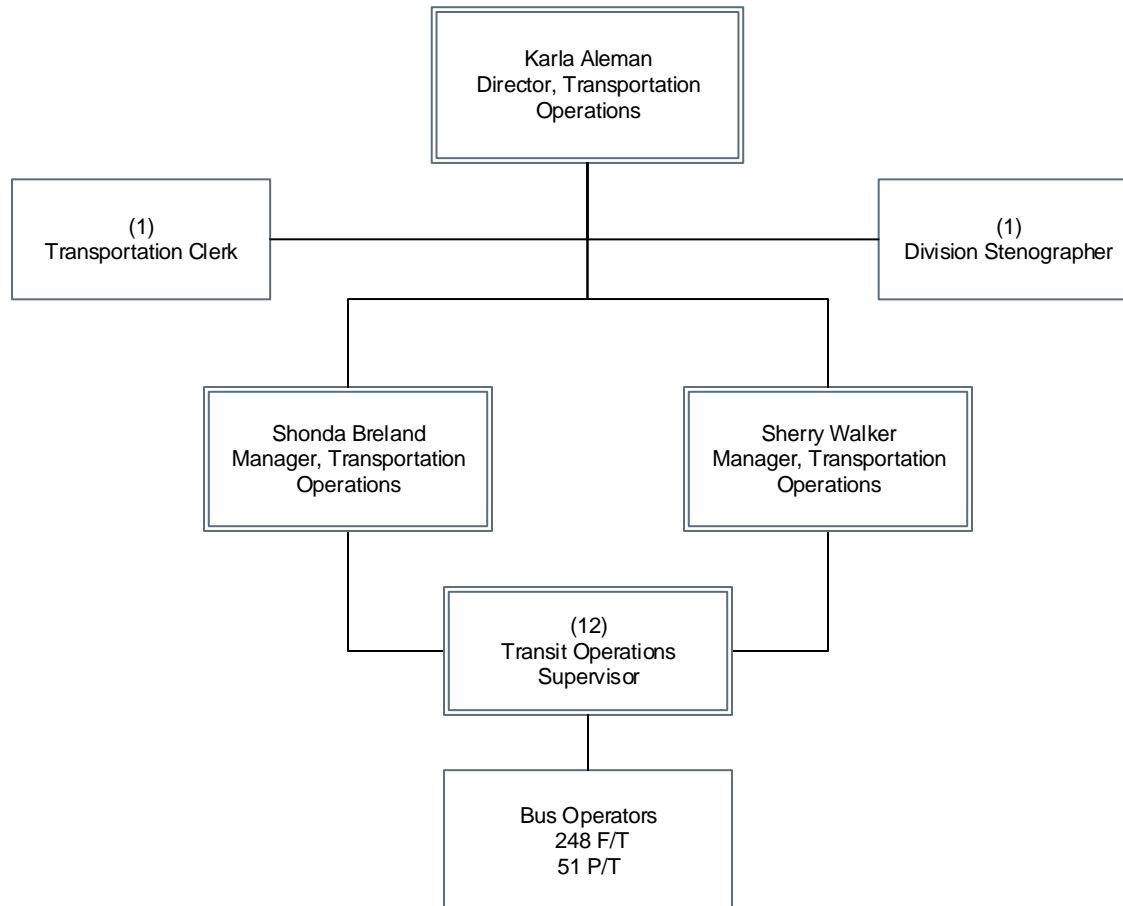 Karla Aleman
Director, Transportation
Operations
(1)
Transportation Clerk
(1)
Division Stenographer
Shonda Breland
Manager, Transportation
Operations
Sherry Walker
Manager, Transportation
Operations
(12)
Transit Operations
Supervisor
Bus Operators
248 F/T
51 P/T